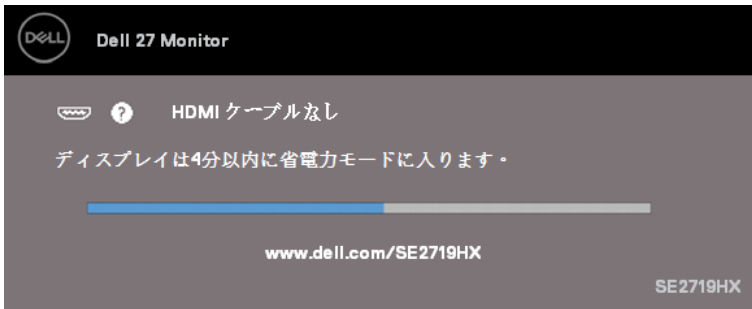 DELL
Dell 27 Monitor
? HDMI ケーブルなし
ディスプレイは4分以内に省電力モードに入ります。
www.dell.com/SE2719HX
SE2719HX